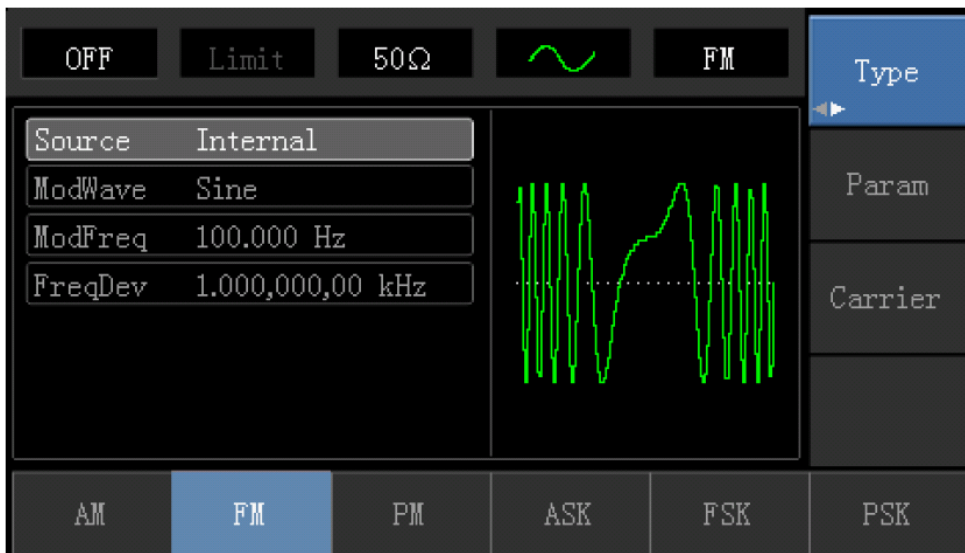 OFF Limit 50Ω FM
Type
Source Internal
ModWave Sine
Param
ModFreq 100.000 Hz
FreqDev 1.000,000,00 kHz
Carrier
AM FM PM ASK FSK PSK